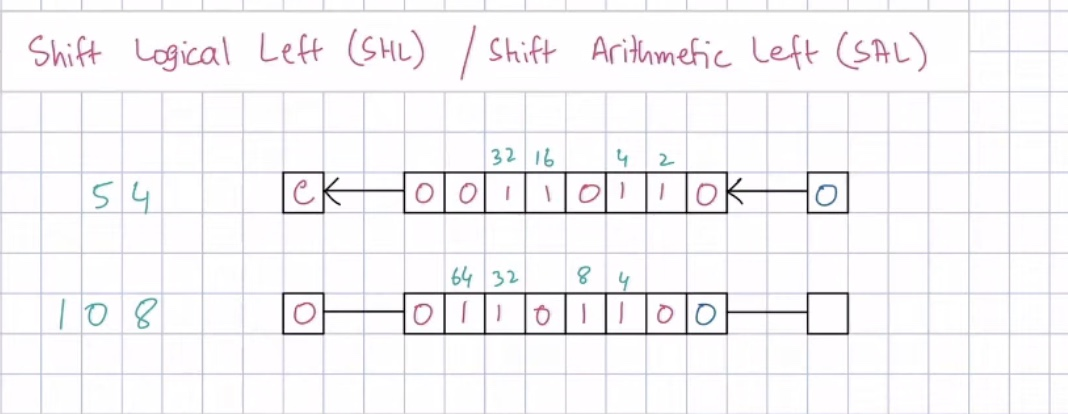 Shift Logical Left (SHL) / Shift Arithmetic Left (SAL)
32 16 4 2
54 C 0 0 1 1 0 1 1 0 0
64 32 8 4
108 0 0 1 1 0 1 1 0 0